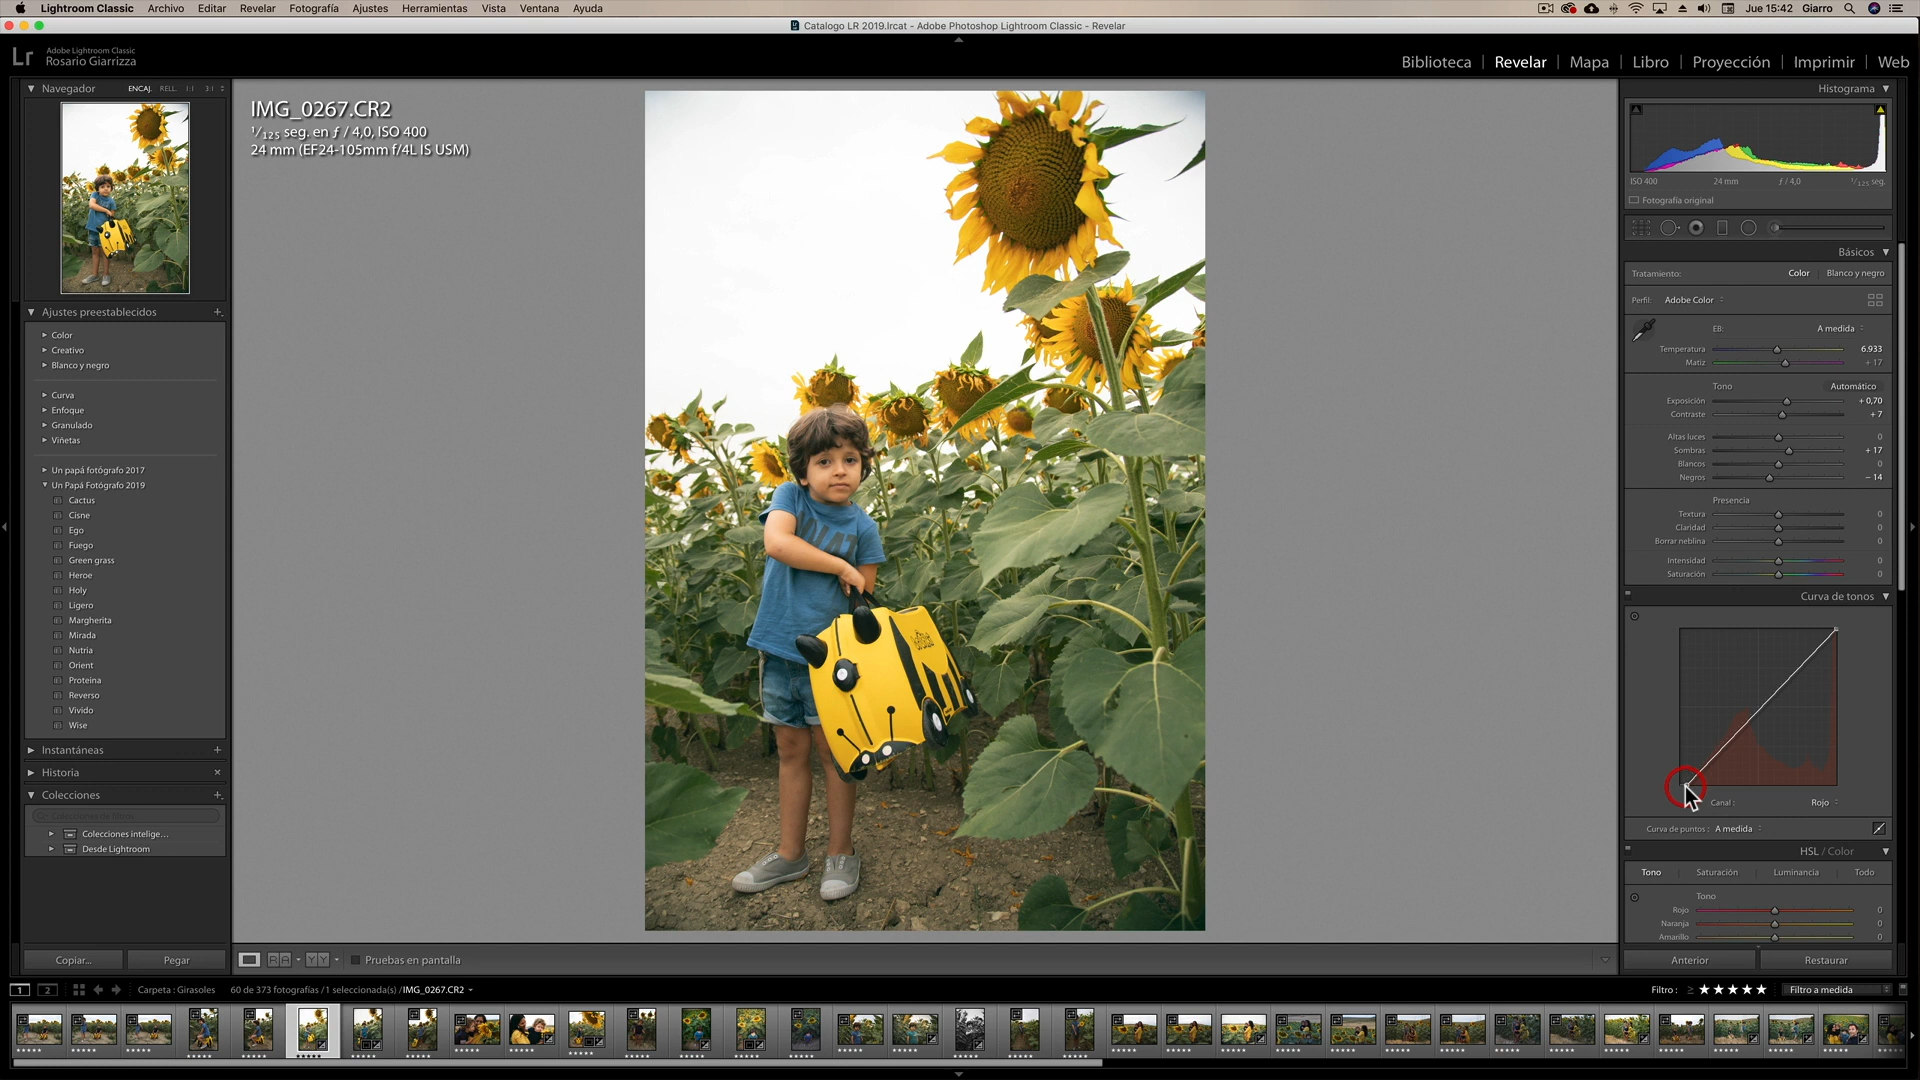 Lightroom Classic Archivo Editar Revelar Fotografía Ajustes Herramientas Vista Ventana Ayuda
Jue 15:42 Giarro
Catalogo LR 2019.lrcat - Adobe Photoshop Lightroom Classic - Revelar
Lr
Adobe Lightroom Classic
Rosario Giarrizza
Biblioteca | Revelar | Mapa | Libro | Proyección | Imprimir | Web
Navegador ENCAJ. RELL. 1:1 3:1
IMG_0267.CR2
1/125 seg. en ƒ / 4,0, ISO 400
24 mm (EF24-105mm f/4L IS USM)
Ajustes preestablecidos +
Color
Creativo
Blanco y negro
Curva
Enfoque
Granulado
Viñetas
Un papá fotógrafo 2017
Un Papá Fotógrafo 2019
Cactus
Cisne
Ego
Fuego
Green grass
Heroe
Holy
Ligero
Margherita
Mirada
Nutria
Orient
Proteina
Reverso
Vivido
Wise
Instantáneas +
Historia ×
Colecciones +
Colecciones intelige...
Desde Lightroom
Copiar... Pegar
Histograma
ISO 400 24 mm ƒ / 4,0 1/125 seg.
Fotografía original
Básicos
Tratamiento: Color Blanco y negro
Perfil: Adobe Color
EB: A medida
Temperatura 6.933
Matiz + 17
Tono Automático
Exposición + 0,70
Contraste + 7
Altas luces 0
Sombras + 17
Blancos 0
Negros − 14
Presencia
Textura 0
Claridad 0
Borrar neblina 0
Intensidad 0
Saturación 0
Curva de tonos
Canal : Rojo
Curva de puntos : A medida
HSL / Color
Tono Saturación Luminancia Todo
Tono
Rojo 0
Naranja 0
Amarillo 0
Anterior Restaurar
RA YY Pruebas en pantalla
1 2 Carpeta : Girasoles 60 de 373 fotografías /1 seleccionada(s) /IMG_0267.CR2
Filtro : ≥ ★★★★★ Filtro a medida